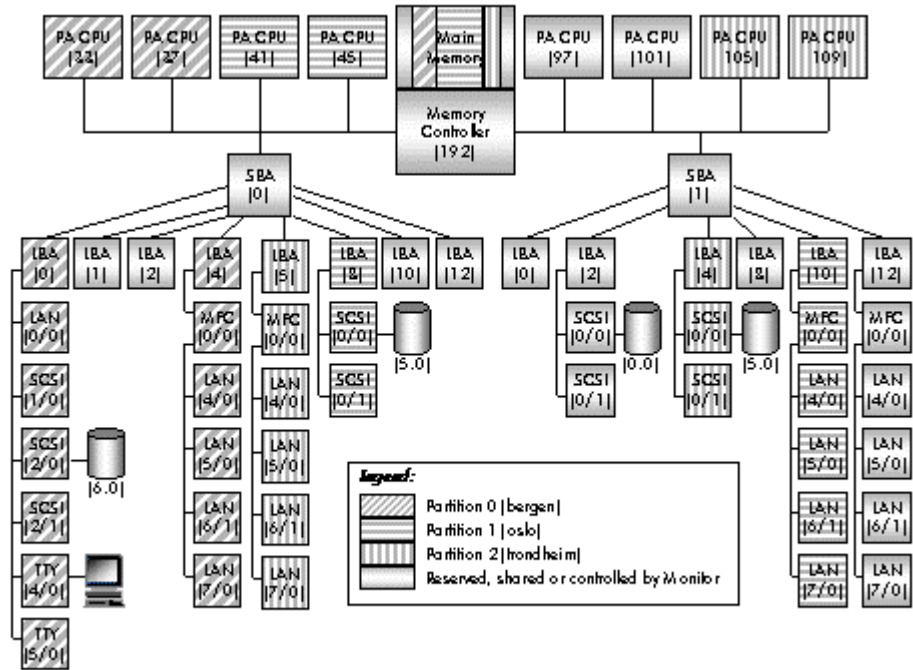 PA CPU
|33|
PA CPU
|37|
PA CPU
|41|
PA CPU
|45|
Main
Memory
PA CPU
|97|
PA CPU
|101|
PA CPU
105|
PA CPU
109|
Memory
Controller
|192|
SBA
|0|
SBA
|1|
LBA
|0|
LBA
|1|
LBA
|2|
LBA
|4|
LBA
|5|
LBA
|8|
LBA
|10|
LBA
|12|
LBA
|0|
LBA
|2|
LBA
|4|
LBA
|8|
LBA
|10|
LBA
|12|
LAN
|0/0|
SCSI
|1/0|
SCSI
|2/0|
|6.0|
SCSI
|2/1|
TTY
|4/0|
TTY
|5/0|
MFC
|0/0|
LAN
|4/0|
LAN
|5/0|
LAN
|6/1|
LAN
|7/0|
MFC
|0/0|
LAN
|4/0|
LAN
|5/0|
LAN
|6/1|
LAN
|7/0|
SCSI
|0/0|
|5.0|
SCSI
|0/1|
SCSI
|0/0|
|0.0|
SCSI
|0/1|
SCSI
|0/0|
|5.0|
SCSI
|0/1|
MFC
|0/0|
LAN
|4/0|
LAN
|5/0|
LAN
|6/1|
LAN
|7/0|
MFC
|0/0|
LAN
|4/0|
LAN
|5/0|
LAN
|6/1|
LAN
|7/0|
Legend:
Partition 0 |bergen|
Partition 1 |oslo|
Partition 2 |trondheim|
Reserved, shared or controlled by Monitor